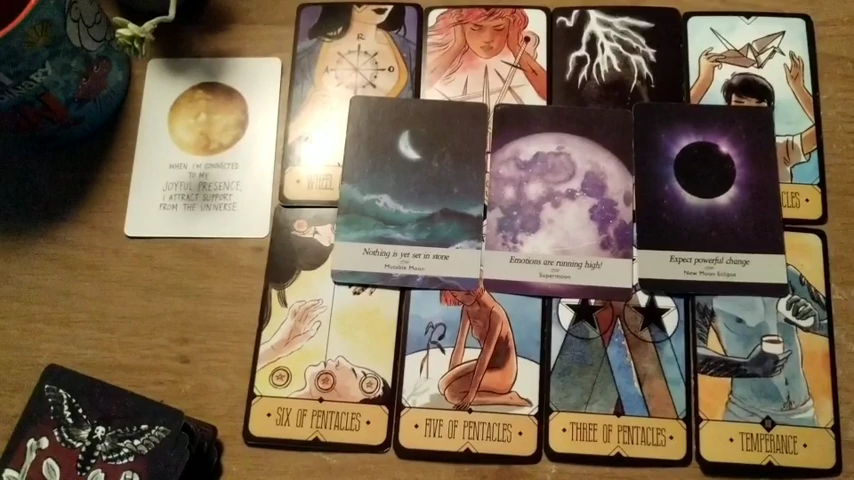 WHEN I'M CONNECTED
TO MY
JOYFUL PRESENCE,
I ATTRACT SUPPORT
FROM THE UNIVERSE
R
O
WHEEL
Nothing is yet set in stone
Mutable Moon
Emotions are running high!
Supermoon
Expect powerful change
New Moon Eclipse
SIX OF PENTACLES
FIVE OF PENTACLES
THREE OF PENTACLES
TEMPERANCE